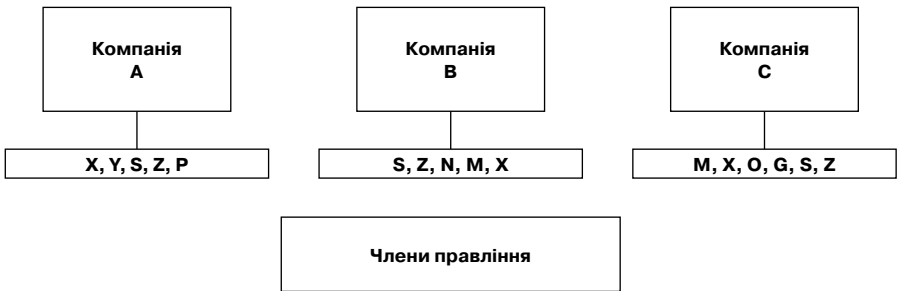 Компанія
А
Компанія
В
Компанія
С
X, Y, S, Z, P
S, Z, N, M, X
M, X, O, G, S, Z
Члени правління